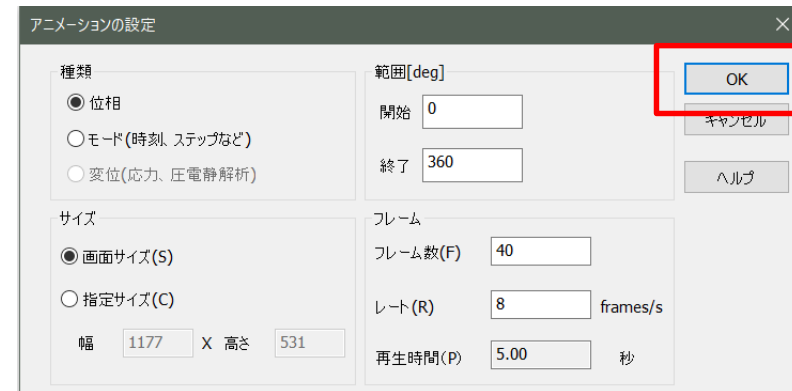 アニメーションの設定
種類
位相
モード(時刻、ステップなど)
変位(応力、圧電静解析)
範囲[deg]
開始 0
終了 360
OK
キャンセル
ヘルプ
サイズ
画面サイズ(S)
指定サイズ(C)
幅 1177 X 高さ 531
フレーム
フレーム数(F) 40
レート(R) 8 frames/s
再生時間(P) 5.00 秒